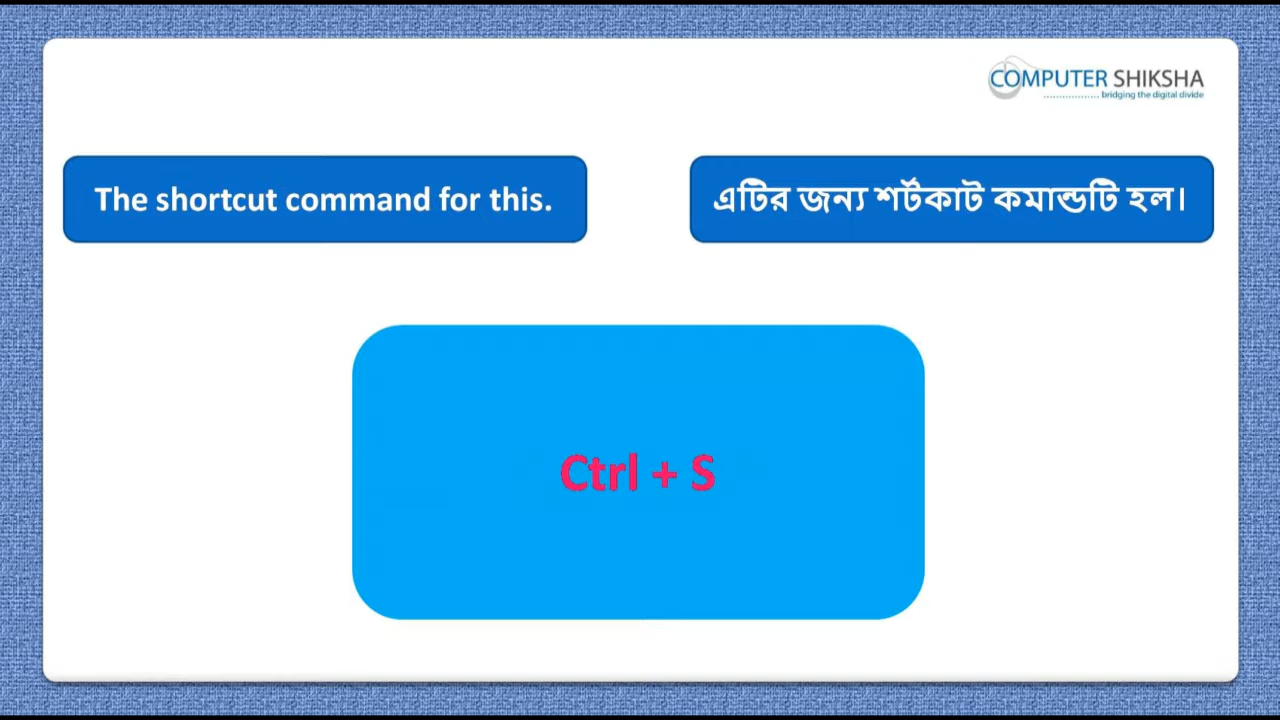 COMPUTER SHIKSHA
bridging the digital divide
The shortcut command for this.
এটির জন্য শর্টকাট কমান্ডটি হল।
Ctrl + S